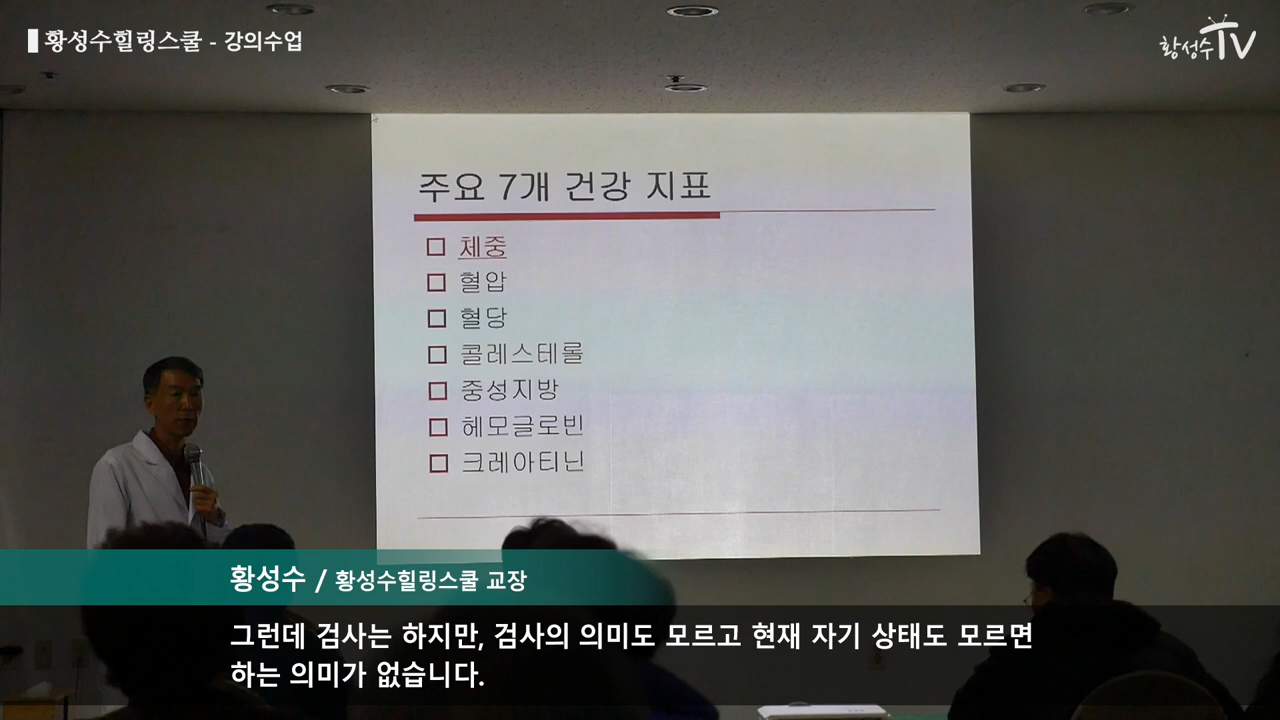 황성수힐링스쿨 - 강의수업
황성수TV
주요 7개 건강 지표
체중
혈압
혈당
콜레스테롤
중성지방
헤모글로빈
크레아티닌
황성수 / 황성수힐링스쿨 교장
그런데 검사는 하지만, 검사의 의미도 모르고 현재 자기 상태도 모르면
하는 의미가 없습니다.